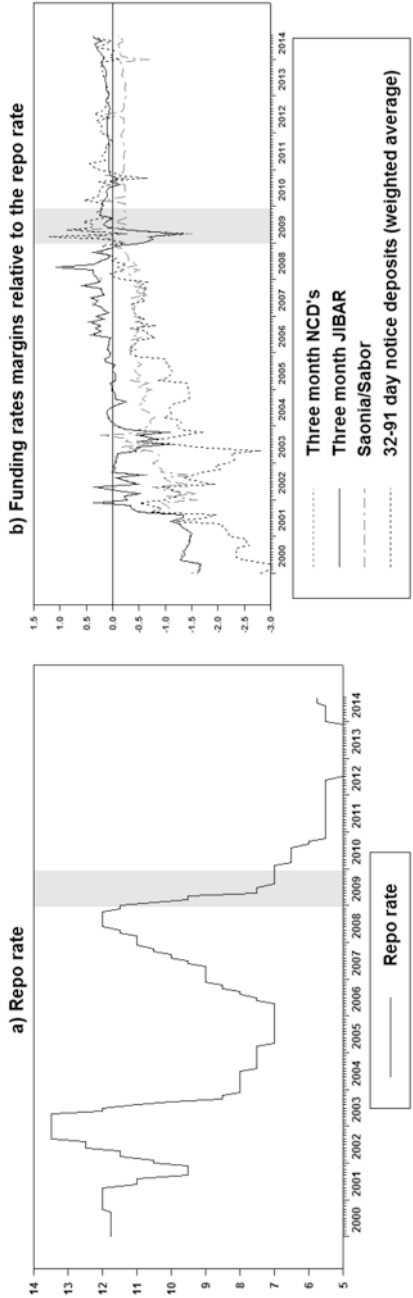 a) Repo rate
14
13
12
11
10
9
8
7
6
5
2000 2001 2002 2003 2004 2005 2006 2007 2008 2009 2010 2011 2012 2013 2014
Repo rate
b) Funding rates margins relative to the repo rate
1.5
1.0
0.5
0.0
-0.5
-1.0
-1.5
-2.0
-2.5
-3.0
2000 2001 2002 2003 2004 2005 2006 2007 2008 2009 2010 2011 2012 2013 2014
Three month NCD's
Three month JIBAR
Saonia/Sabor
32-91 day notice deposits (weighted average)